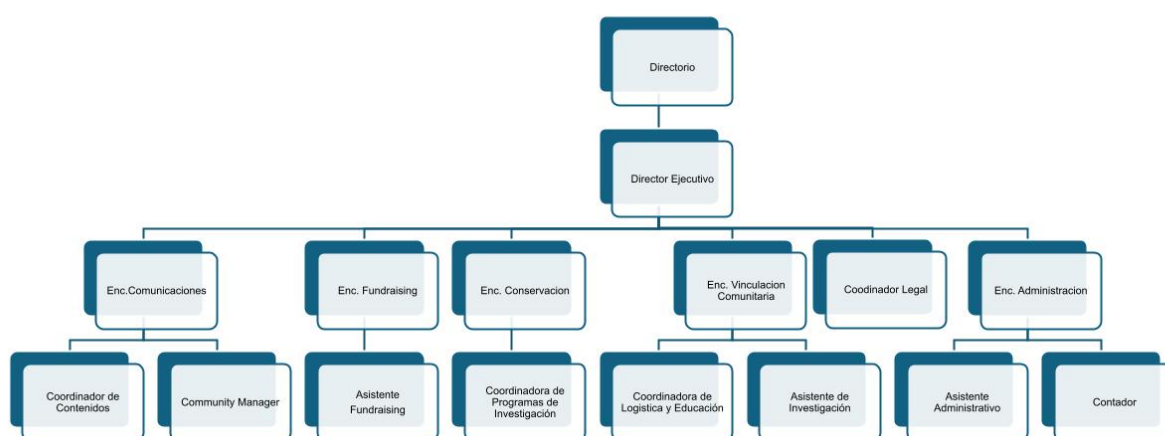 Directorio
Director Ejecutivo
Enc.Comunicaciones
Enc. Fundraising
Enc. Conservacion
Enc. Vinculacion
Comunitaria
Coodinador Legal
Enc. Administracion
Coordinador de
Contenidos
Community Manager
Asistente
Fundraising
Coordinadora de
Programas de
Investigación
Coordinadora de
Logistica y Educación
Asistente de
Investigación
Asistente
Administrativo
Contador